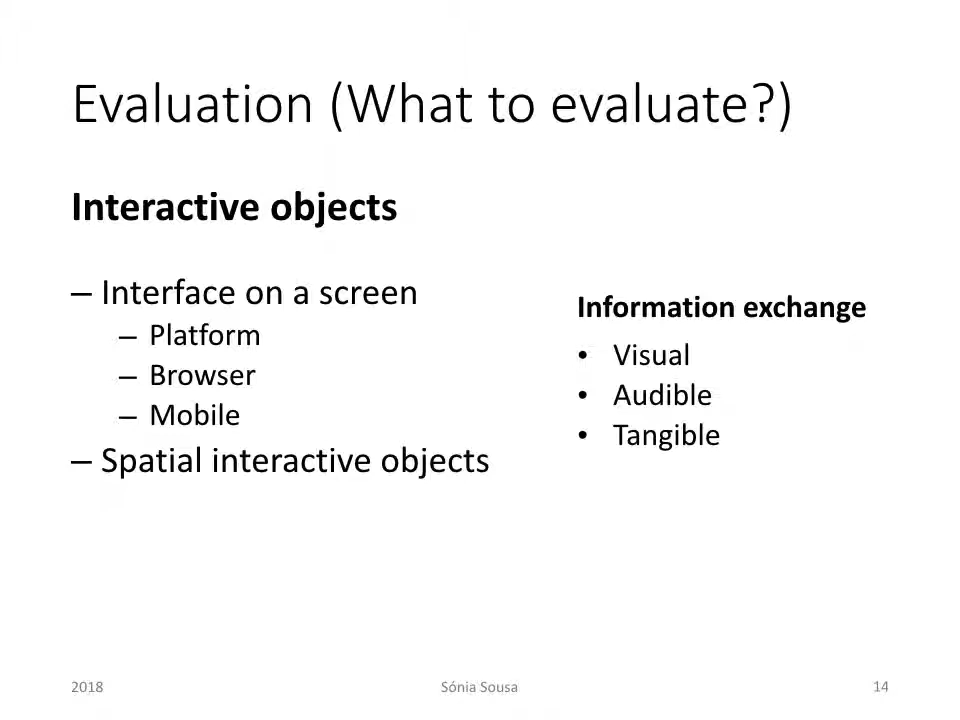 Evaluation (What to evaluate?)
Interactive objects
– Interface on a screen
– Platform
– Browser
– Mobile
– Spatial interactive objects
Information exchange
• Visual
• Audible
• Tangible
2018
Sónia Sousa
14